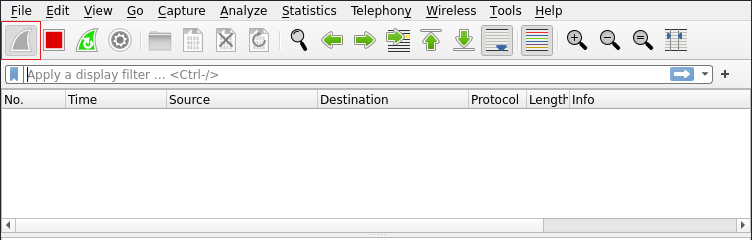 File Edit View Go Capture Analyze Statistics Telephony Wireless Tools Help
Apply a display filter ... <Ctrl-/>
No. Time Source Destination Protocol Length Info